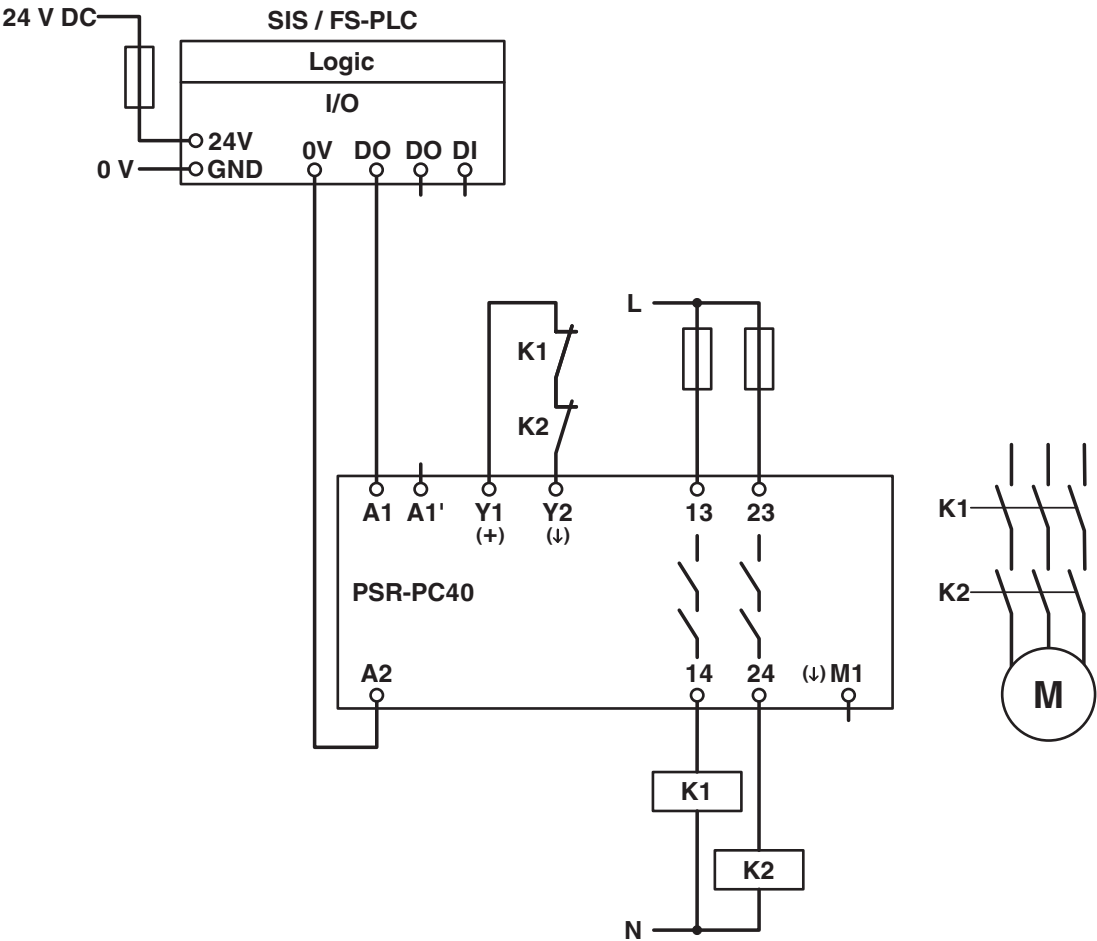 24 V DC
SIS / FS-PLC
Logic
I/O
24V
0V DO DO DI
0 V
GND
L
K1
K2
A1 A1' Y1 Y2 13 23
(+) (↓)
K1
PSR-PC40
K2
A2 14 24 (↓) M1
M
K1
K2
N